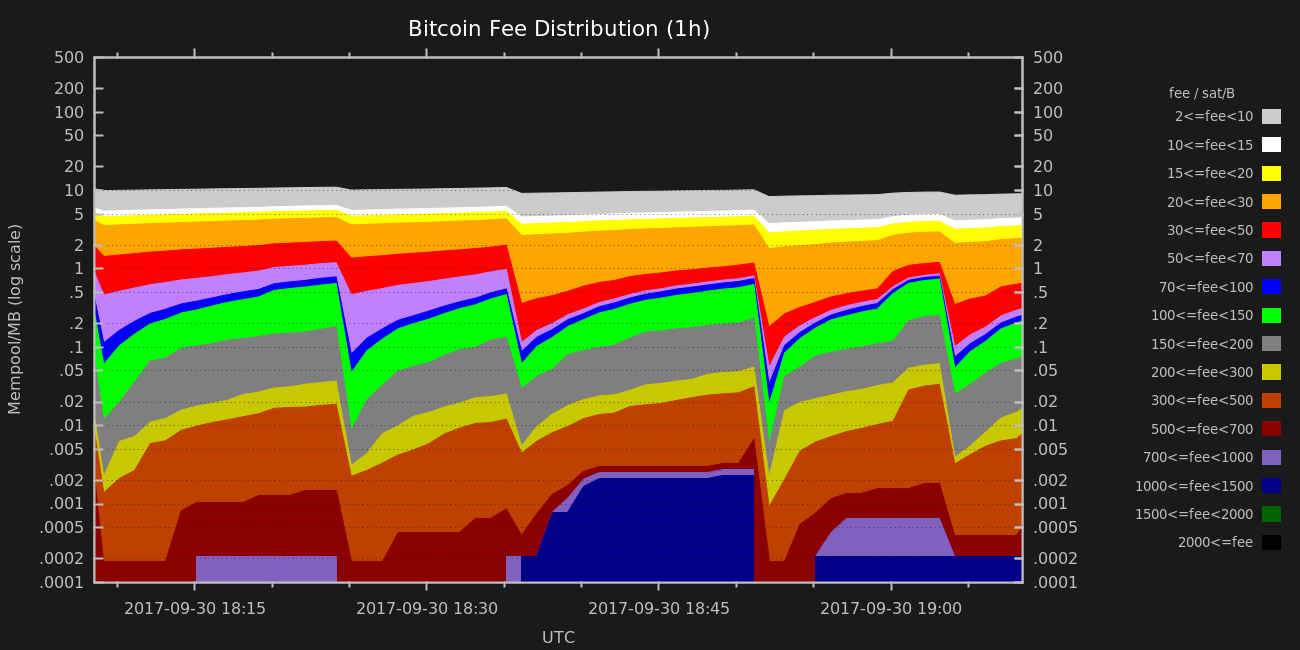 Bitcoin Fee Distribution (1h)
Mempool/MB (log scale)
500
200
100
50
20
10
5
2
1
.5
.2
.1
.05
.02
.01
.005
.002
.001
.0005
.0002
.0001
500
200
100
50
20
10
5
2
1
.5
.2
.1
.05
.02
.01
.005
.002
.001
.0005
.0002
.0001
2017-09-30 18:15 2017-09-30 18:30 2017-09-30 18:45 2017-09-30 19:00
UTC
fee / sat/B
2<=fee<10
10<=fee<15
15<=fee<20
20<=fee<30
30<=fee<50
50<=fee<70
70<=fee<100
100<=fee<150
150<=fee<200
200<=fee<300
300<=fee<500
500<=fee<700
700<=fee<1000
1000<=fee<1500
1500<=fee<2000
2000<=fee